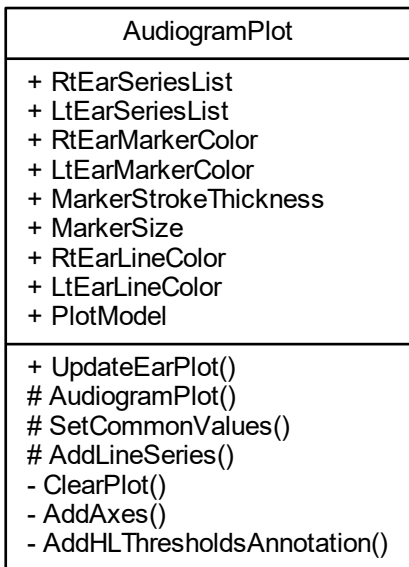 AudiogramPlot
+ RtEarSeriesList
+ LtEarSeriesList
+ RtEarMarkerColor
+ LtEarMarkerColor
+ MarkerStrokeThickness
+ MarkerSize
+ RtEarLineColor
+ LtEarLineColor
+ PlotModel
+ UpdateEarPlot()
# AudiogramPlot()
# SetCommonValues()
# AddLineSeries()
- ClearPlot()
- AddAxes()
- AddHLThresholdsAnnotation()